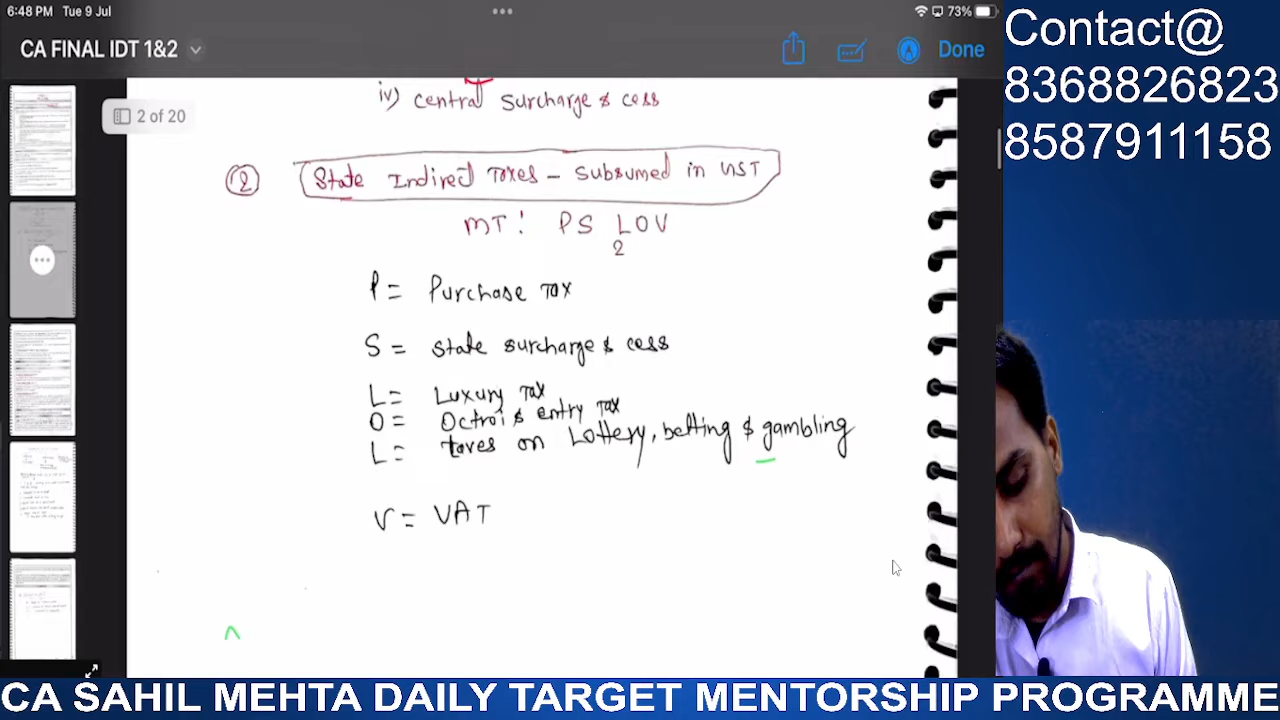 6:48 PM Tue 9 Jul
73%
CA FINAL IDT 1&2
Done
Contact@
8368826823
8587911158
2 of 20
iv) Central Surcharge & cess
(2) State Indirect Taxes - Subsumed in GST
MT! PS LOV
2
P = Purchase Tax
S = State surcharge & cess
L = Luxury Tax
O = Octroi & entry Tax
L = taxes on Lottery, betting & gambling
V = VAT
CA SAHIL MEHTA DAILY TARGET MENTORSHIP PROGRAMME